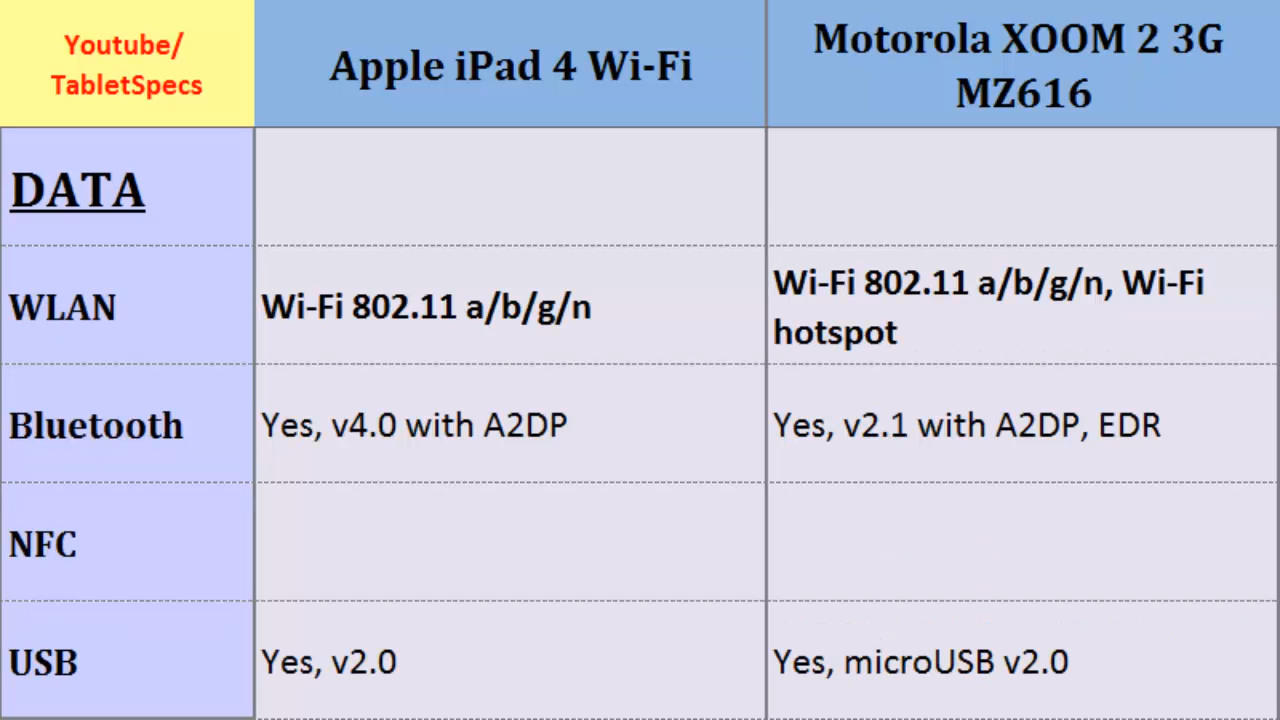 Youtube/
TabletSpecs
Apple iPad 4 Wi-Fi
Motorola XOOM 2 3G
MZ616
DATA
WLAN
Wi-Fi 802.11 a/b/g/n
Wi-Fi 802.11 a/b/g/n, Wi-Fi
hotspot
Bluetooth
Yes, v4.0 with A2DP
Yes, v2.1 with A2DP, EDR
NFC
USB
Yes, v2.0
Yes, microUSB v2.0